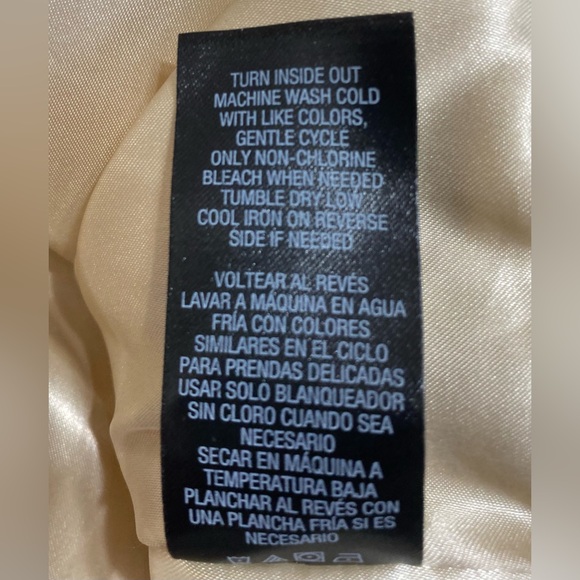 TURN INSIDE OUT
MACHINE WASH COLD
WITH LIKE COLORS,
GENTLE CYCLE
ONLY NON-CHLORINE
BLEACH WHEN NEEDED
TUMBLE DRY LOW
COOL IRON ON REVERSE
SIDE IF NEEDED
VOLTEAR AL REVÉS
LAVAR A MÁQUINA EN AGUA
FRÍA CON COLORES
SIMILARES EN EL CICLO
PARA PRENDAS DELICADAS
USAR SOLO BLANQUEADOR
SIN CLORO CUANDO SEA
NECESARIO
SECAR EN MÁQUINA A
TEMPERATURA BAJA
PLANCHAR AL REVÉS CON
UNA PLANCHA FRÍA SI ES
NECESARIO